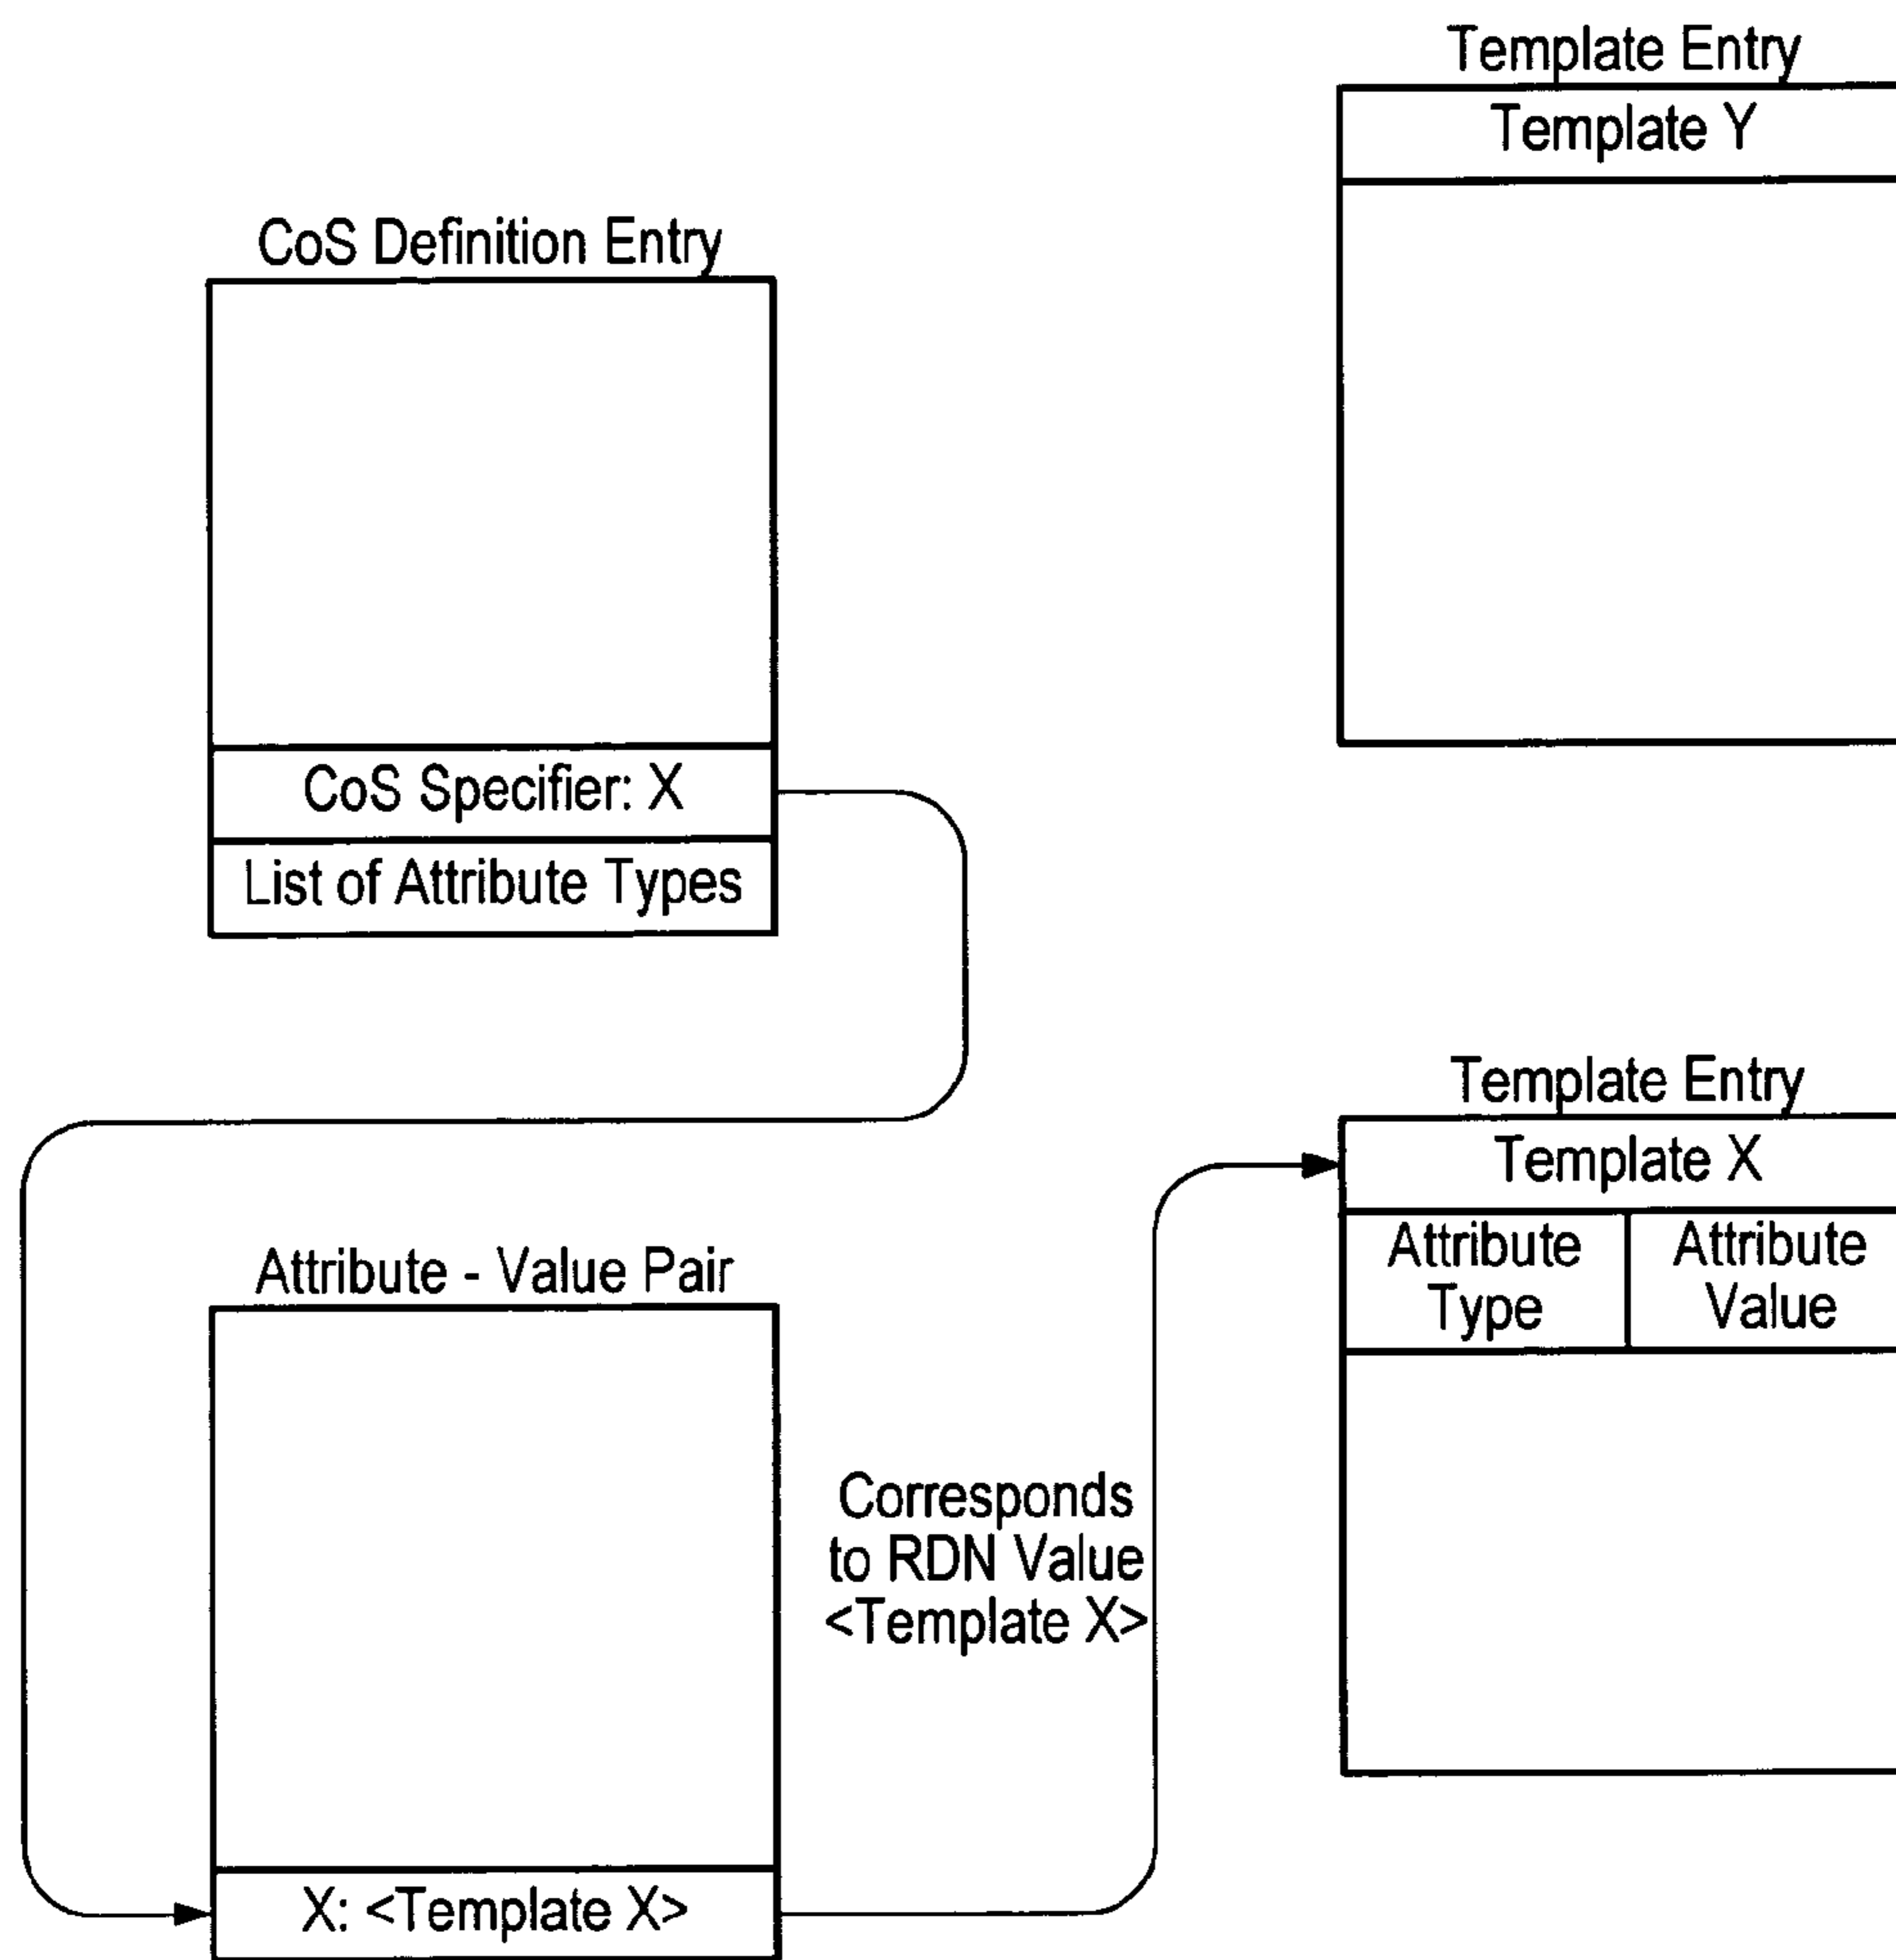 Template Entry
Template Y
CoS Definition Entry
CoS Specifier: X
List of Attribute Types
Template Entry
Template X
Attribute
Type
Attribute
Value
Attribute - Value Pair
Corresponds
to RDN Value
<Template X>
X: <Template X>